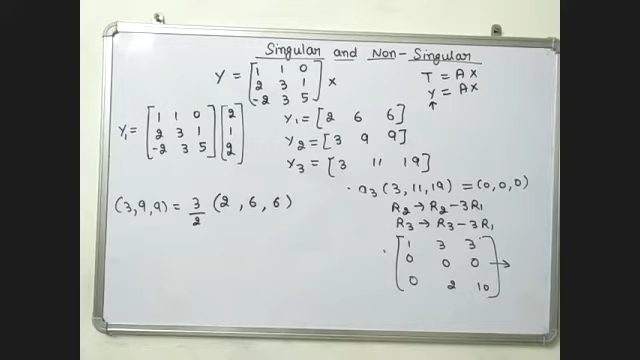 Singular and Non-Singular
Y = [1 1 0
2 3 1
-2 3 5] x
T = Ax
y = Ax
↑
Y₁ = [1 1 0
2 3 1
-2 3 5] [2
1
2]
Y₁ = [2 6 6]
Y₂ = [3 9 9]
Y₃ = [3 11 19]
(3,9,9) = 3/2 (2, 6, 6)
· a₃ (3, 11, 19) = (0, 0, 0)
R₂ → R₂ - 3R₁
R₃ → R₃ - 3R₁
[1 3 3
0 0 0
0 2 10] →